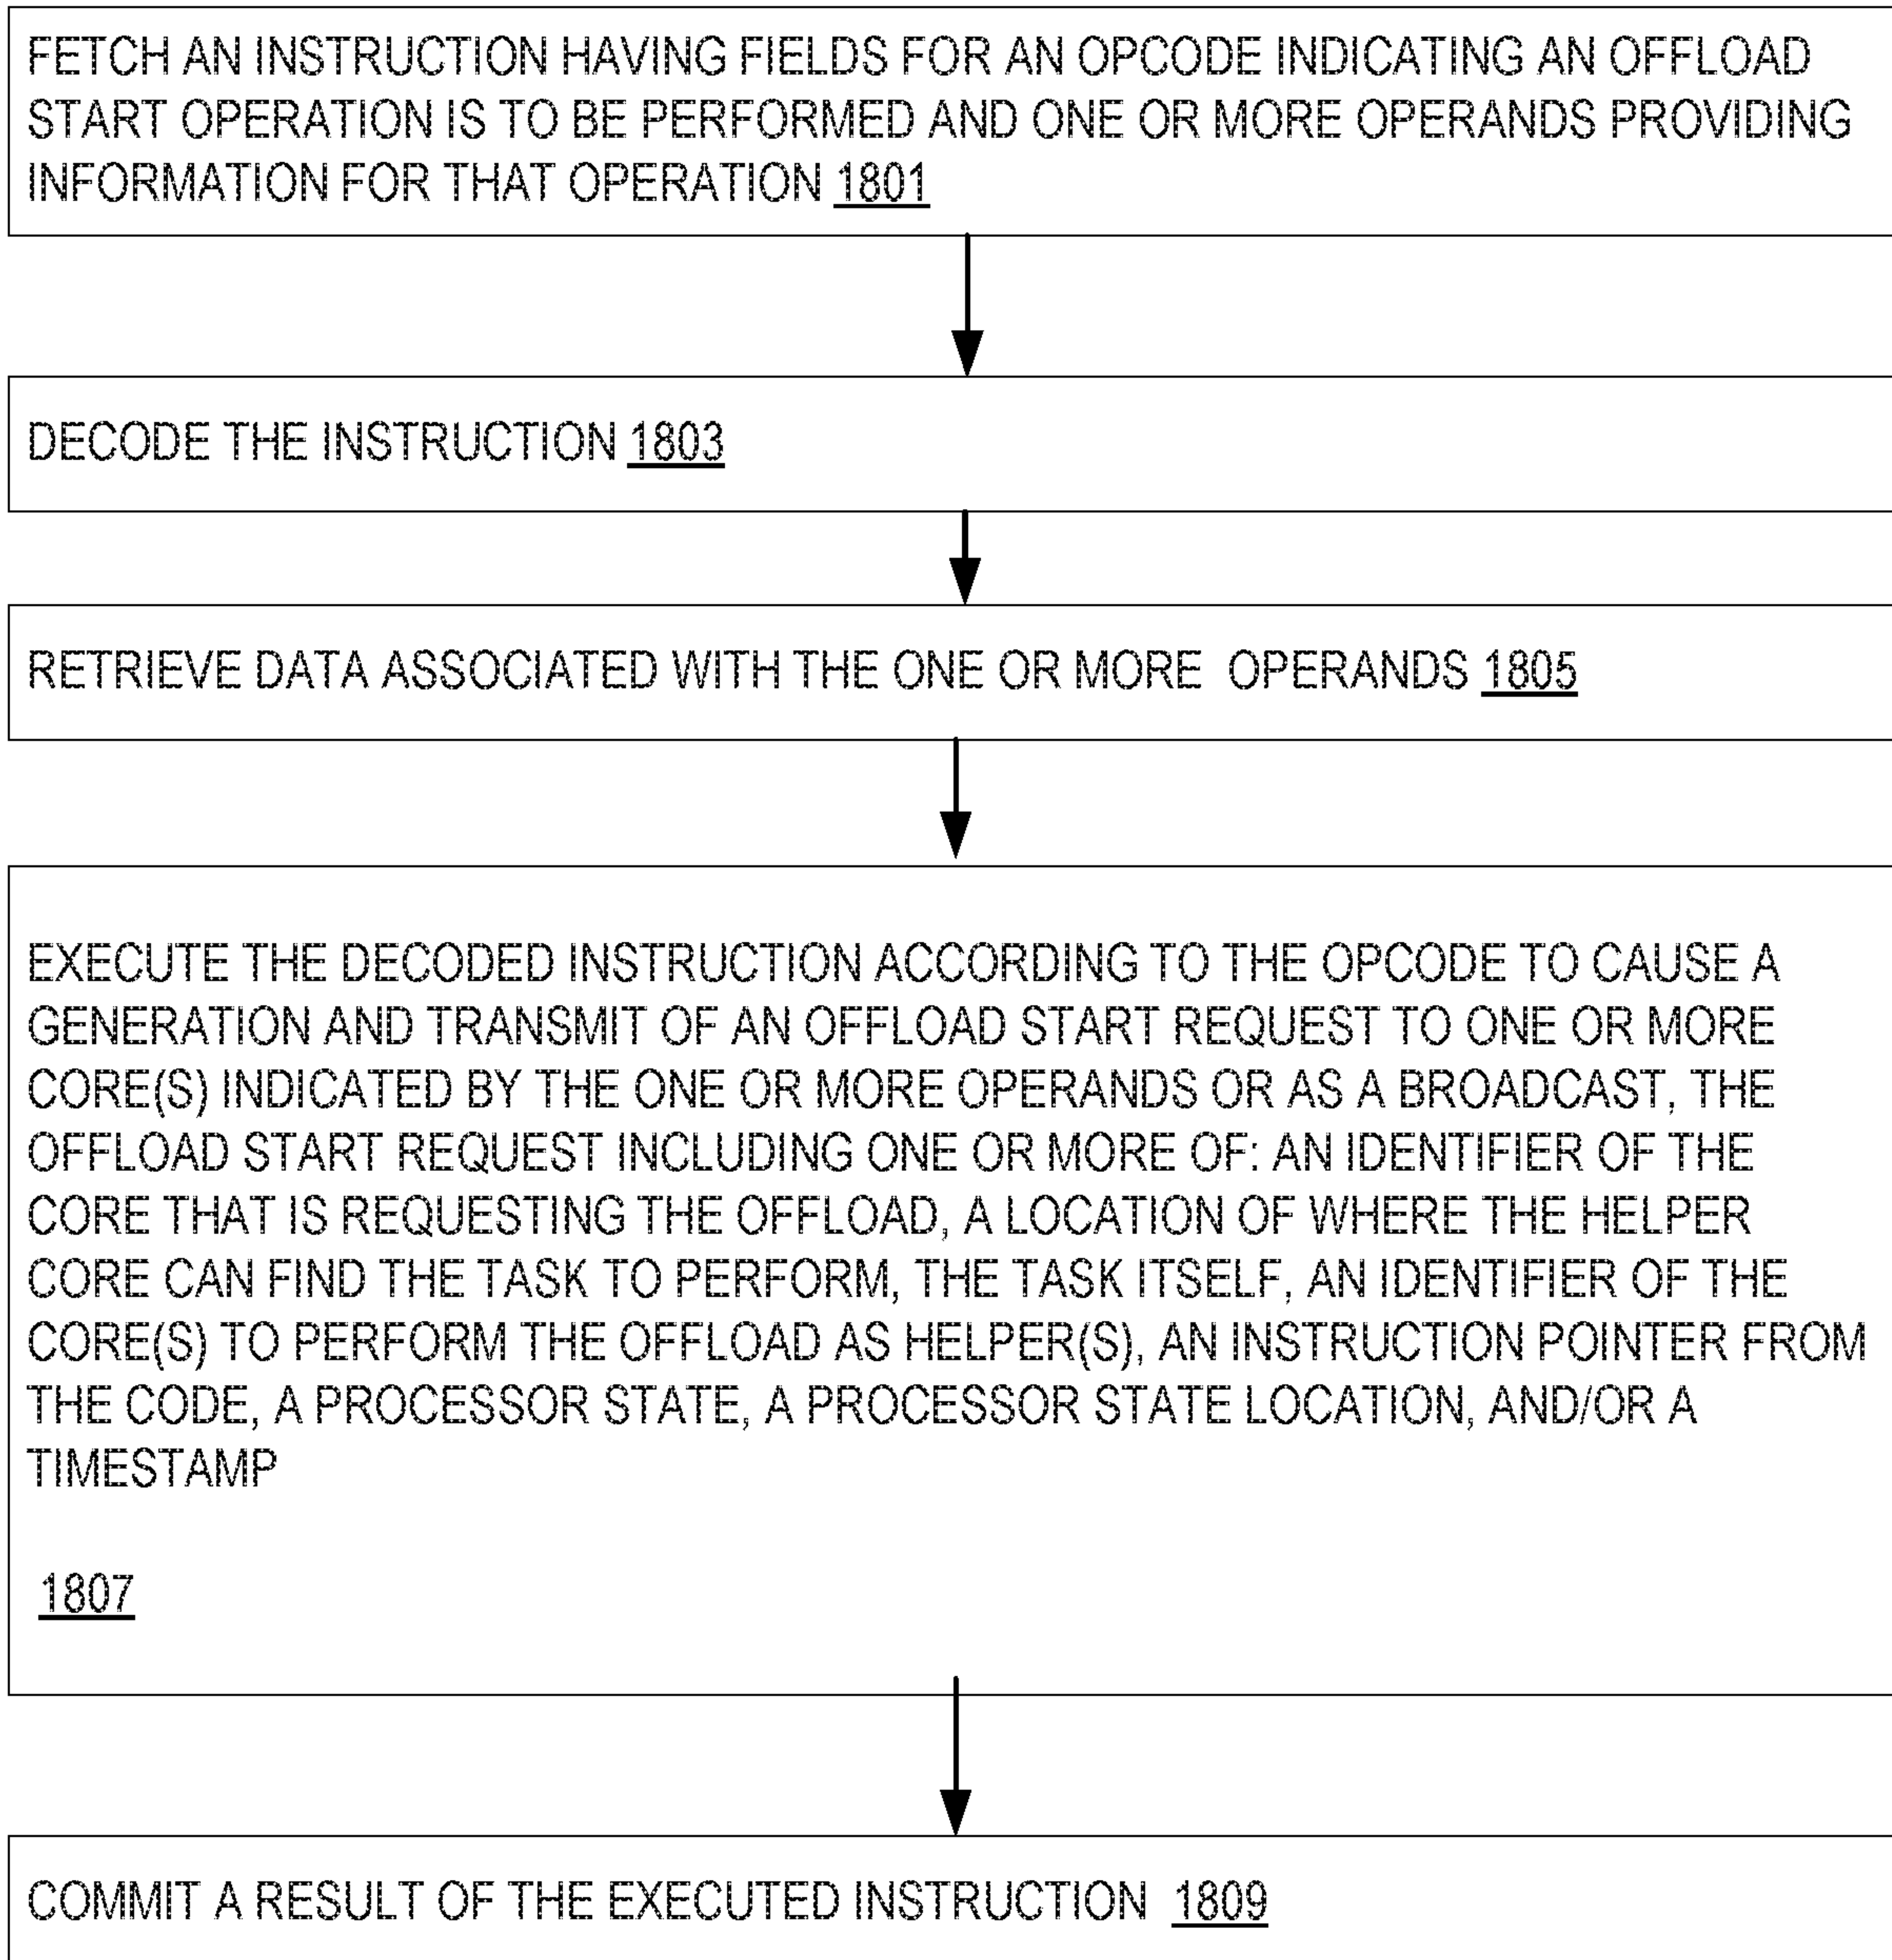 FETCH AN INSTRUCTION HAVING FIELDS FOR AN OPCODE INDICATING AN OFFLOAD
START OPERATION IS TO BE PERFORMED AND ONE OR MORE OPERANDS PROVIDING
INFORMATION FOR THAT OPERATION 1801
DECODE THE INSTRUCTION 1803
RETRIEVE DATA ASSOCIATED WITH THE ONE OR MORE OPERANDS 1805
EXECUTE THE DECODED INSTRUCTION ACCORDING TO THE OPCODE TO CAUSE A
GENERATION AND TRANSMIT OF AN OFFLOAD START REQUEST TO ONE OR MORE
CORE(S) INDICATED BY THE ONE OR MORE OPERANDS OR AS A BROADCAST, THE
OFFLOAD START REQUEST INCLUDING ONE OR MORE OF: AN IDENTIFIER OF THE
CORE THAT IS REQUESTING THE OFFLOAD, A LOCATION OF WHERE THE HELPER
CORE CAN FIND THE TASK TO PERFORM, THE TASK ITSELF, AN IDENTIFIER OF THE
CORE(S) TO PERFORM THE OFFLOAD AS HELPER(S), AN INSTRUCTION POINTER FROM
THE CODE, A PROCESSOR STATE, A PROCESSOR STATE LOCATION, AND/OR A
TIMESTAMP
1807
COMMIT A RESULT OF THE EXECUTED INSTRUCTION 1809